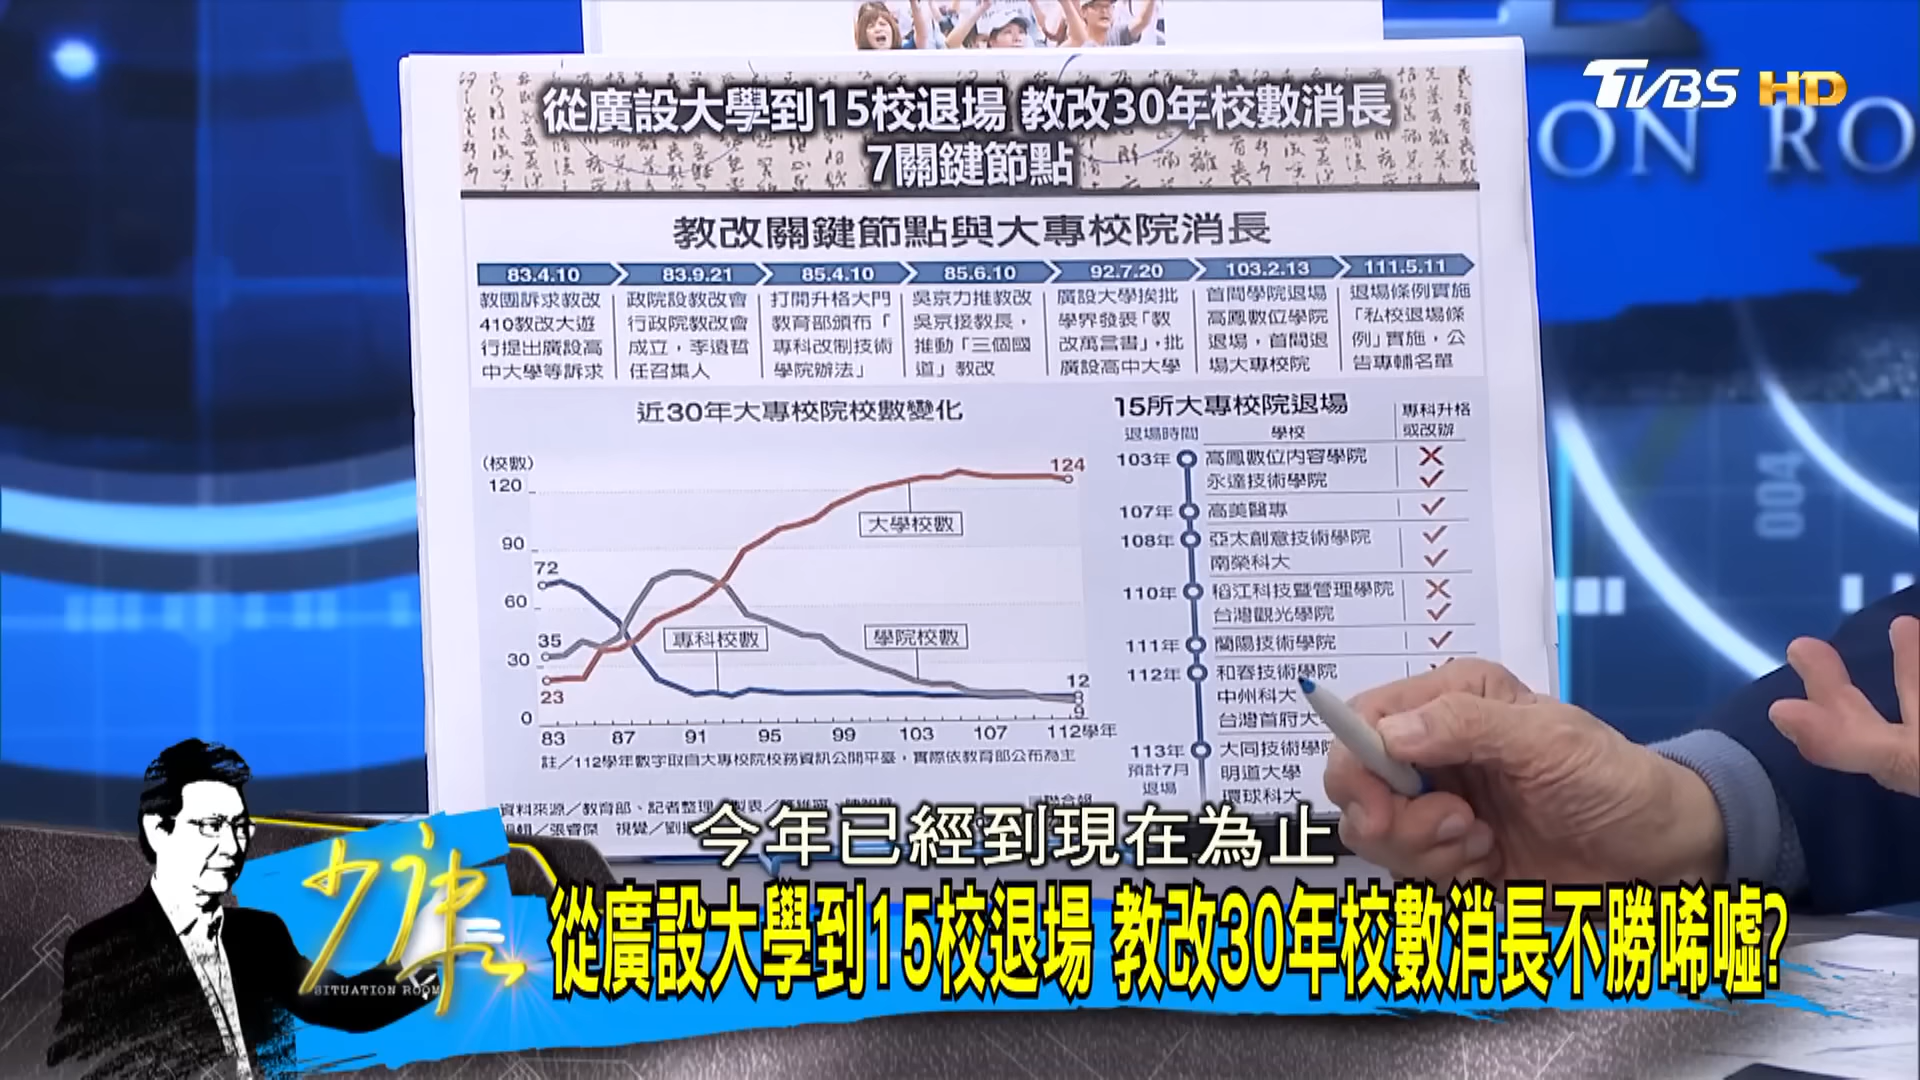 TVBS HD
ON RO
從廣設大學到15校退場 教改30年校數消長
7關鍵節點
教改關鍵節點與大專校院消長
83.4.10
教團訴求教改
410教改大遊
行提出廣設高
中大學等訴求
83.9.21
政院設教改會
行政院教改會
成立，李遠哲
任召集人
85.4.10
打開升格大門
教育部頒布「
專科改制技術
學院辦法」
85.6.10
吳京力推教改
吳京接教長，
推動「三個國
道」教改
92.7.20
廣設大學挨批
學界發表「教
改萬言書」，批
廣設高中大學
103.2.13
首間學院退場
高鳳數位學院
退場，首間退
場大專校院
111.5.11
退場條例實施
「私校退場條
例」實施，公
告專輔名單
近30年大專校院校數變化
(校數)
120
90
60
30
0
72
35
23
124
12
9
大學校數
專科校數
學院校數
83 87 91 95 99 103 107 112學年
註／112學年數字取自大專校院校務資訊公開平臺，實際依教育部公布為主
資料來源／教育部、記者整理
15所大專校院退場
退場時間 學校 專科升格
或改辦
103年 高鳳數位內容學院 ✗
永達技術學院 ✓
107年 高美醫專 ✓
108年 亞太創意技術學院 ✓
南榮科大 ✓
110年 稻江科技暨管理學院 ✗
台灣觀光學院 ✓
111年 蘭陽技術學院 ✓
112年 和春技術學院
中州科大
台灣首府大
113年 大同技術學院
預計7月 明道大學
退場 環球科大
004
今年已經到現在為止
少康
SITUATION ROOM
從廣設大學到15校退場 教改30年校數消長不勝唏噓?